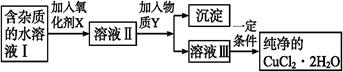 含杂质
的水溶
液Ⅰ
加入氧
化剂X
溶液Ⅱ
加入物
质Y
沉淀
溶液Ⅲ
一定
条件
纯净的
CuCl₂·2H₂O